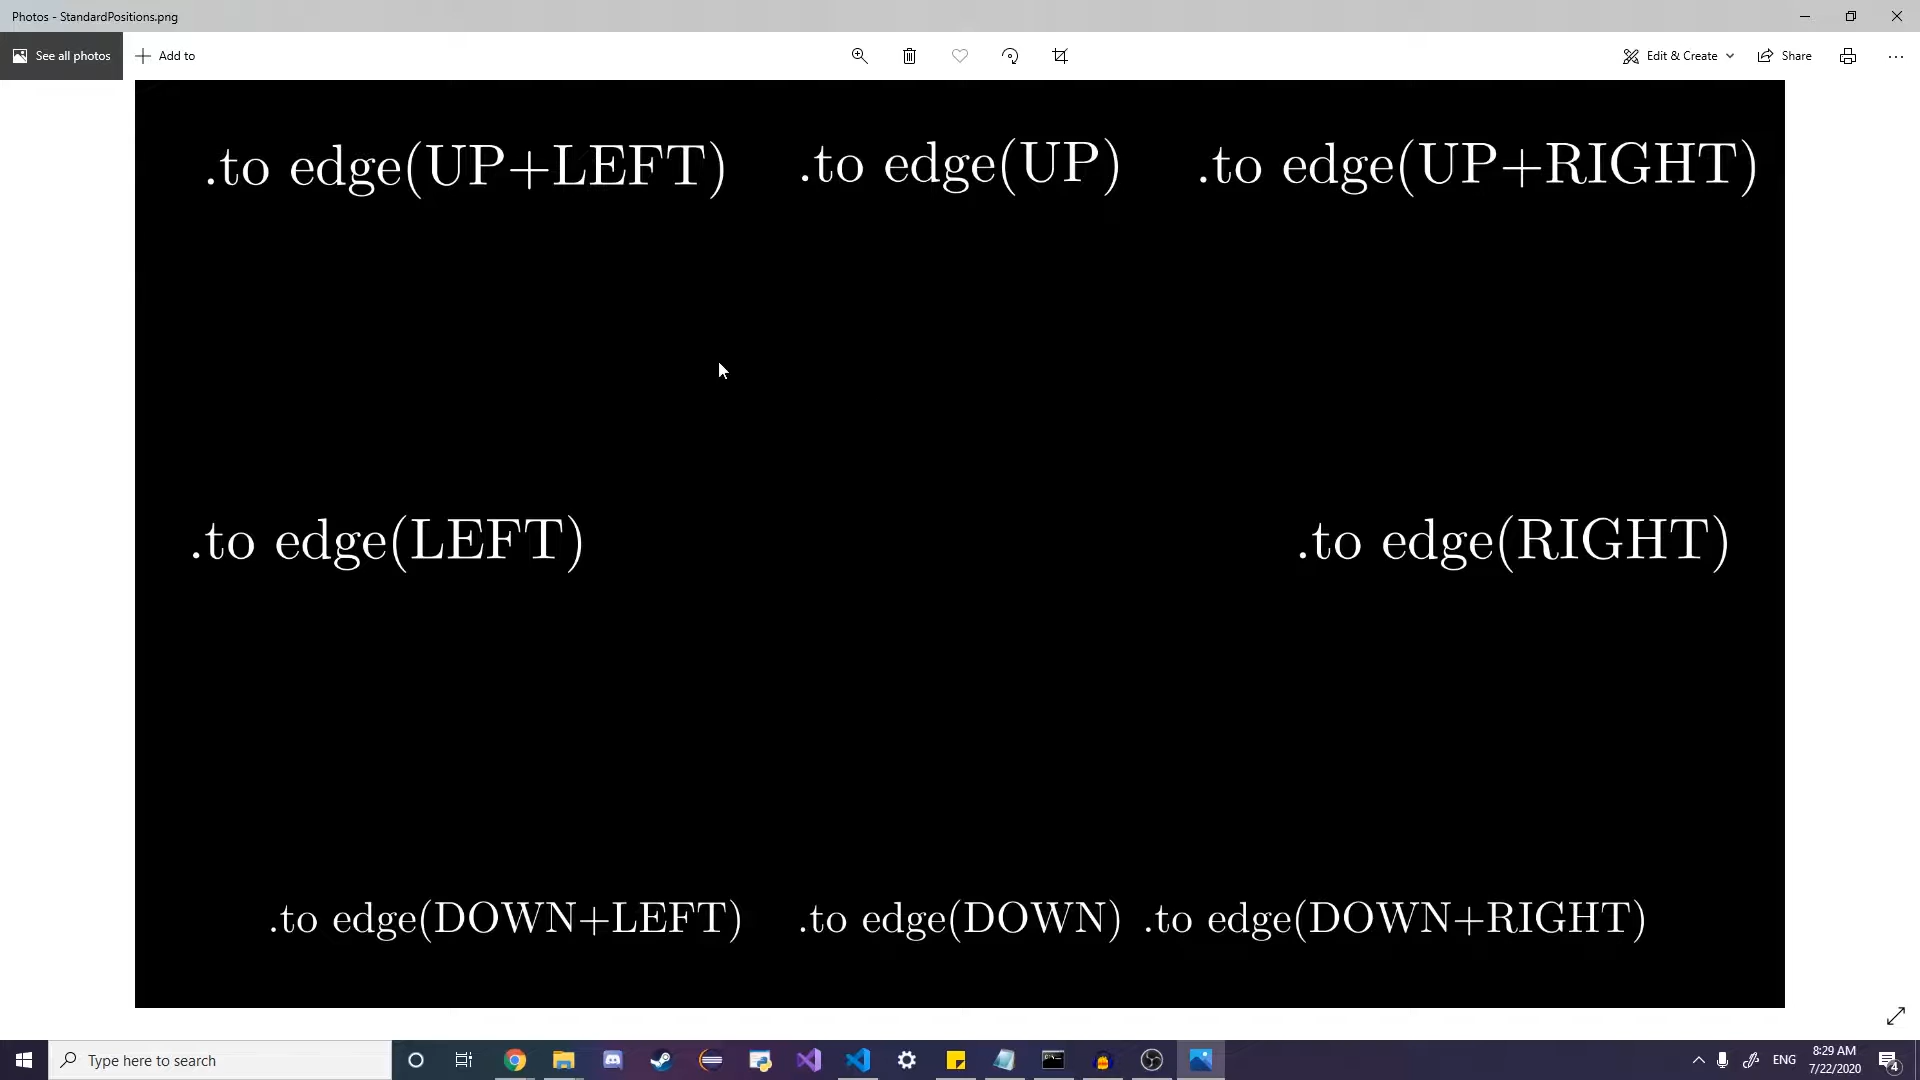 Photos - StandardPositions.png
See all photos
Add to
Edit & Create
Share
.to edge(UP+LEFT)
.to edge(UP)
.to edge(UP+RIGHT)
.to edge(LEFT)
.to edge(RIGHT)
.to edge(DOWN+LEFT)
.to edge(DOWN)
.to edge(DOWN+RIGHT)
Type here to search
ENG
8:29 AM
7/22/2020
4